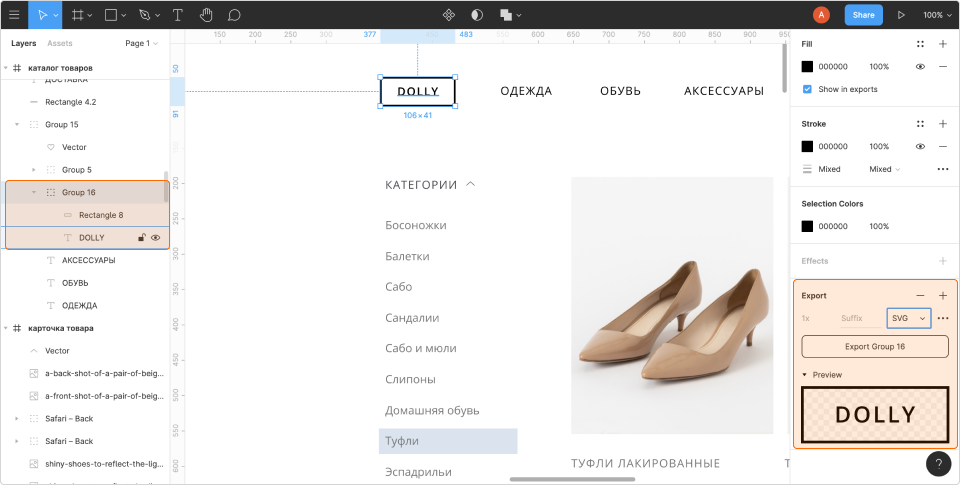 A
Share
100%
Layers
Assets
Page 1
каталог товаров
ДОСТАВКА
Rectangle 4.2
Group 15
Vector
Group 5
Group 16
Rectangle 8
DOLLY
АКСЕССУАРЫ
ОБУВЬ
ОДЕЖДА
карточка товара
Vector
a-back-shot-of-a-pair-of-beig...
a-front-shot-of-a-pair-of-beig...
Safari – Back
Safari – Back
shiny-shoes-to-reflect-the-lig...
150 200 250 300 377 483 550 600 650 700 750 800 850 900
50
91
200
250
300
350
400
450
500
550
600
DOLLY
ОДЕЖДА
ОБУВЬ
АКСЕССУАРЫ
106 × 41
КАТЕГОРИИ
Босоножки
Балетки
Сабо
Сандалии
Сабо и мюли
Слипоны
Домашняя обувь
Туфли
Эспадрильи
ТУФЛИ ЛАКИРОВАННЫЕ
Fill
000000 100%
Show in exports
Stroke
000000 100%
Mixed Mixed
Selection Colors
000000 100%
Effects
Export
1x Suffix SVG
Export Group 16
Preview
DOLLY
?